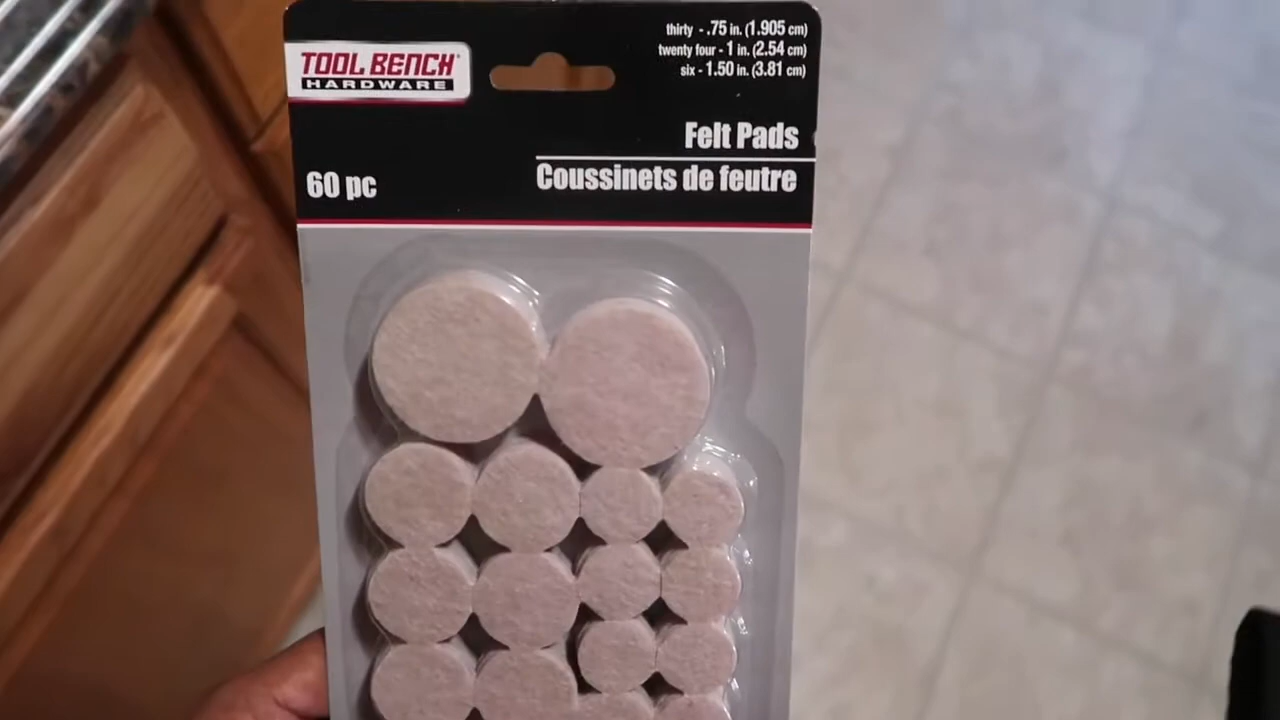 TOOL BENCH
HARDWARE
thirty - .75 in. (1.905 cm)
twenty four - 1 in. (2.54 cm)
six - 1.50 in. (3.81 cm)
Felt Pads
Coussinets de feutre
60 pc